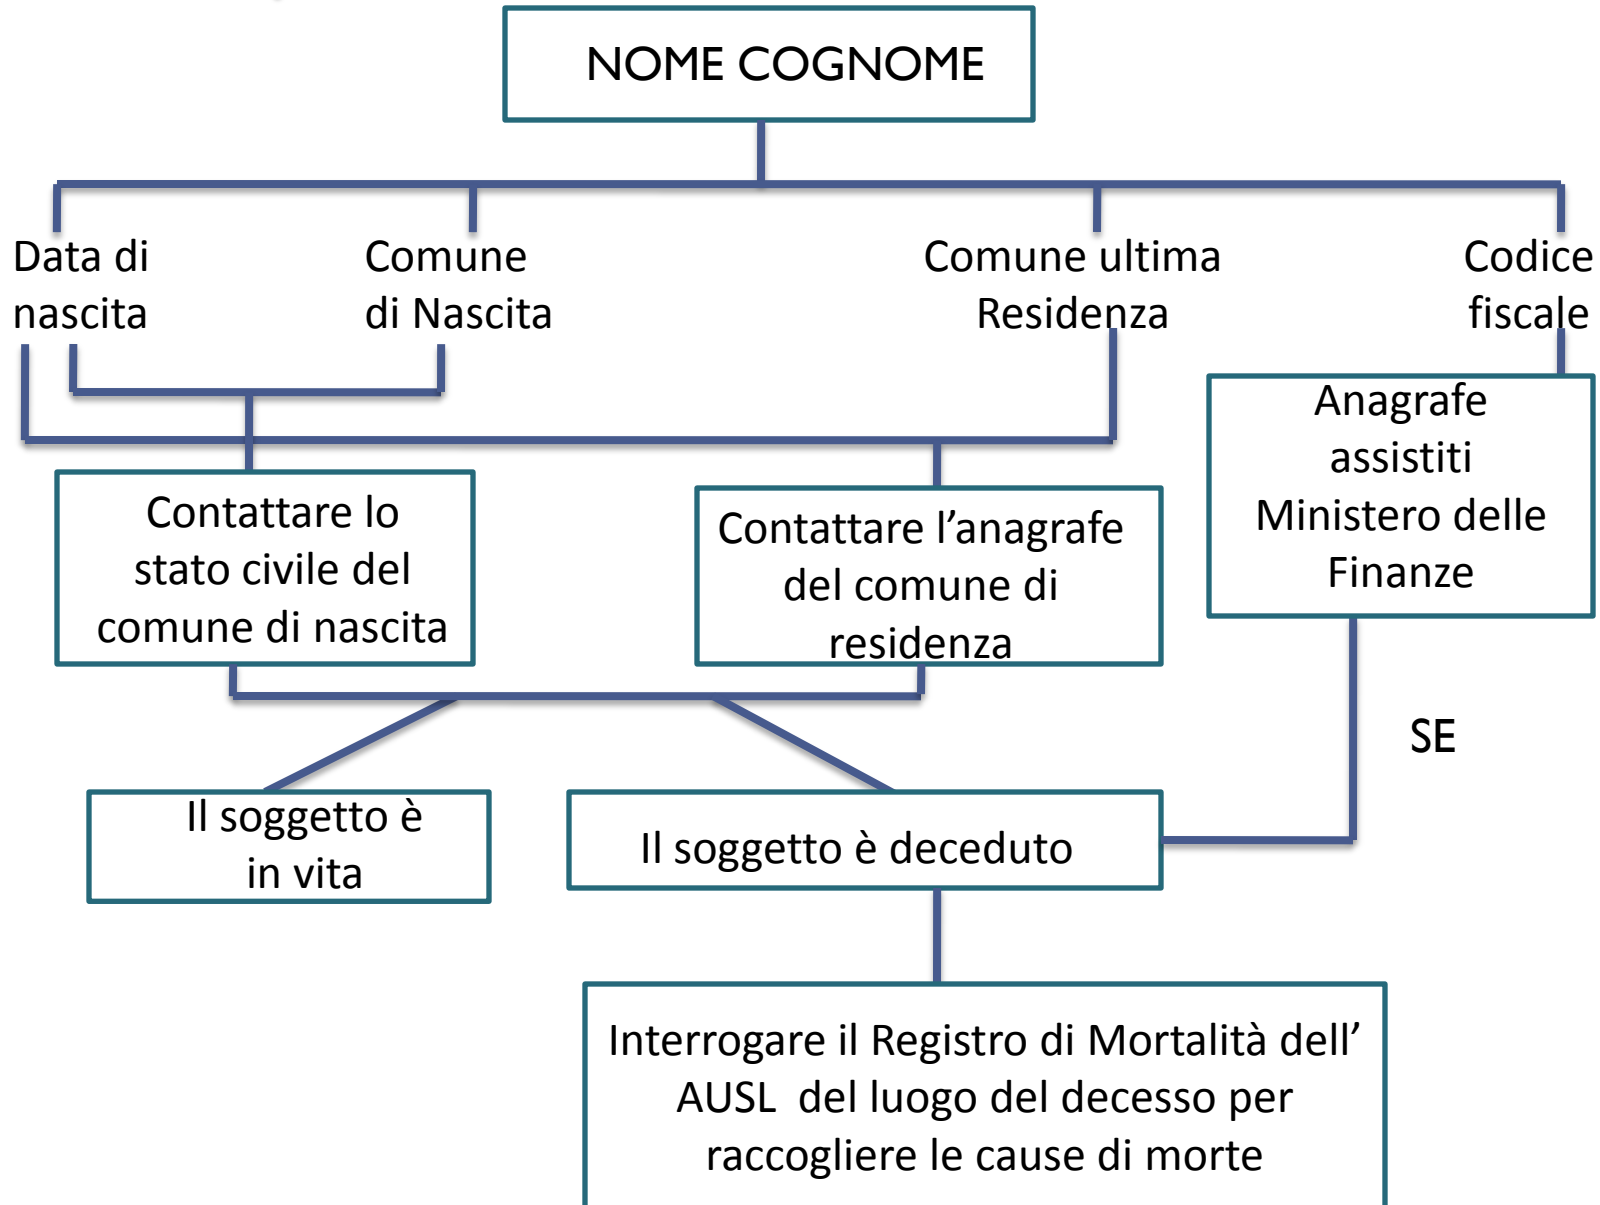 NOME COGNOME
Data di
nascita
Comune
di Nascita
Comune ultima
Residenza
Codice
fiscale
Contattare lo
stato civile del
comune di nascita
Contattare l’anagrafe
del comune di
residenza
Anagrafe
assistiti
Ministero delle
Finanze
SE
Il soggetto è
in vita
Il soggetto è deceduto
Interrogare il Registro di Mortalità dell’
AUSL del luogo del decesso per
raccogliere le cause di morte